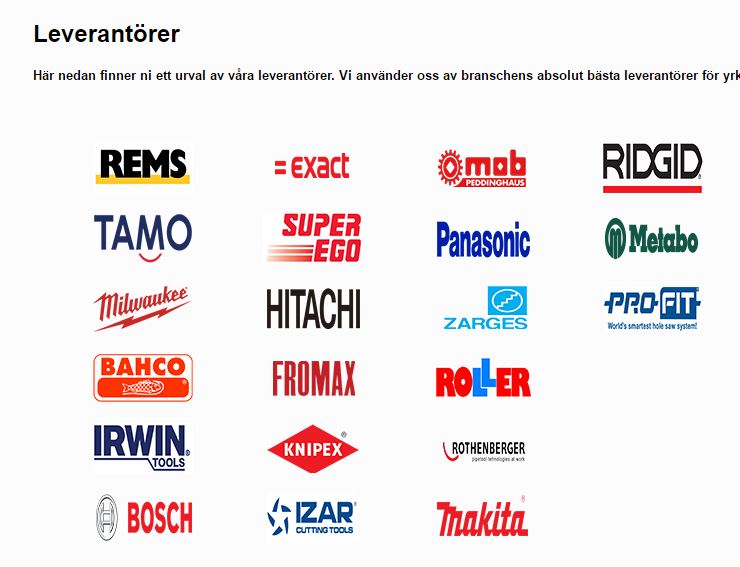 Leverantörer
Här nedan finner ni ett urval av våra leverantörer. Vi använder oss av branschens absolut bästa leverantörer för yrk
REMS
exact
mob
PEDDINGHAUS
RIDGID®
TAMO
SUPER
EGO
Panasonic
Metabo
Milwaukee®
HITACHI
ZARGES
PROFIT®
World's smartest hole saw system!
BAHCO
FROMAX
ROLLER
IRWIN®
TOOLS
KNIPEX®
ROTHENBERGER
pipetool technologies at work
BOSCH
IZAR®
CUTTING TOOLS
Makita®